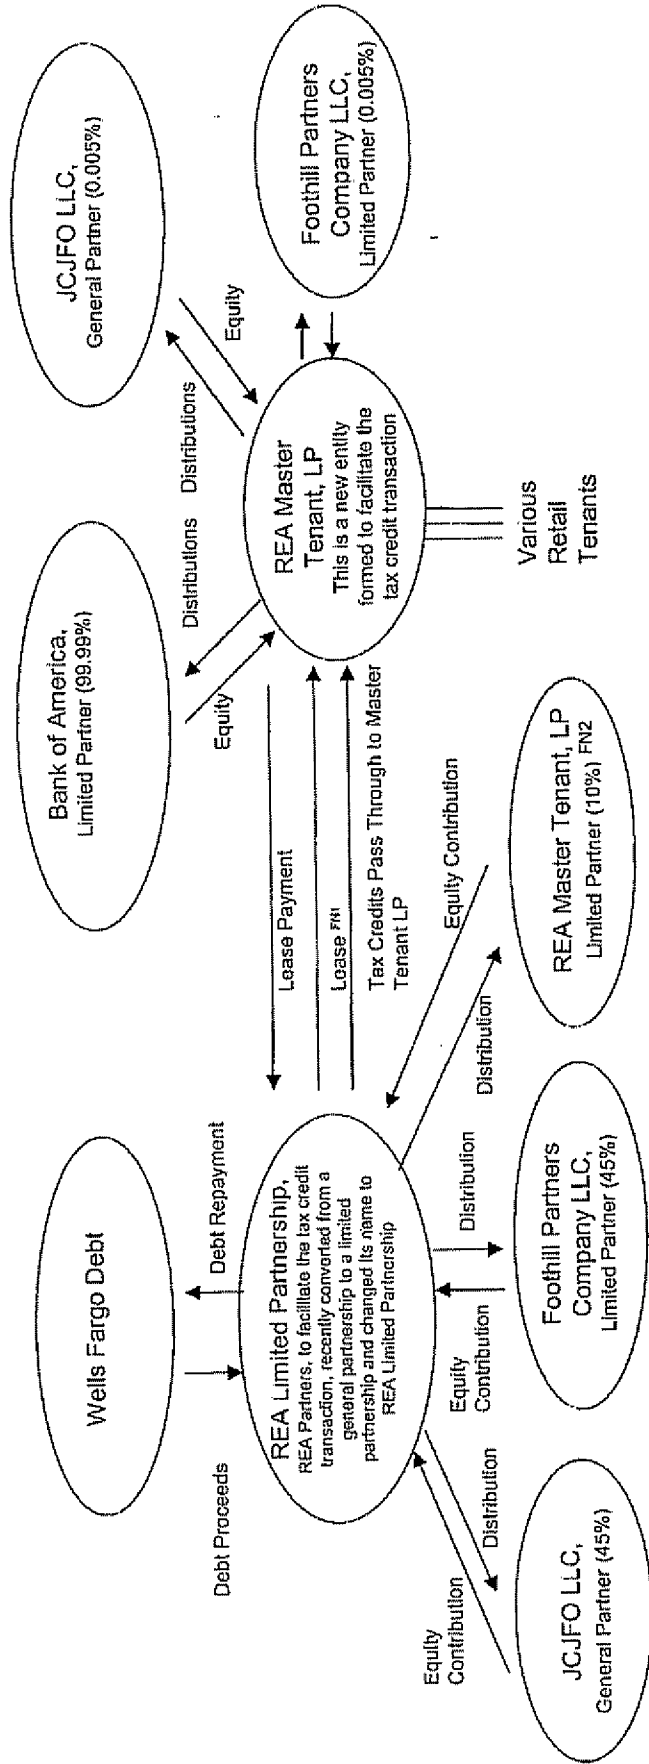 Wells Fargo Debt
Debt Proceeds
Debt Repayment
REA Limited Partnership,
REA Partners, to facilitate the tax credit
transaction, recently converted from a
general partnership to a limited
partnership and changed its name to
REA Limited Partnership
Equity
Contribution
Distribution
JCJFO LLC,
General Partner (45%)
Equity
Contribution
Distribution
Foothill Partners
Company LLC,
Limited Partner (45%)
Distribution
Equity Contribution
REA Master Tenant, LP
Limited Partner (10%) FN2
Lease Payment
Lease FN1
Tax Credits Pass Through to Master
Tenant LP
Bank of America,
Limited Partner (99.99%)
Equity
Distributions
JCJFO LLC,
General Partner (0.005%)
Distributions
Equity
REA Master
Tenant, LP
This is a new entity
formed to facilitate the
tax credit transaction
Foothill Partners
Company LLC,
Limited Partner (0.005%)
Various
Retail
Tenants